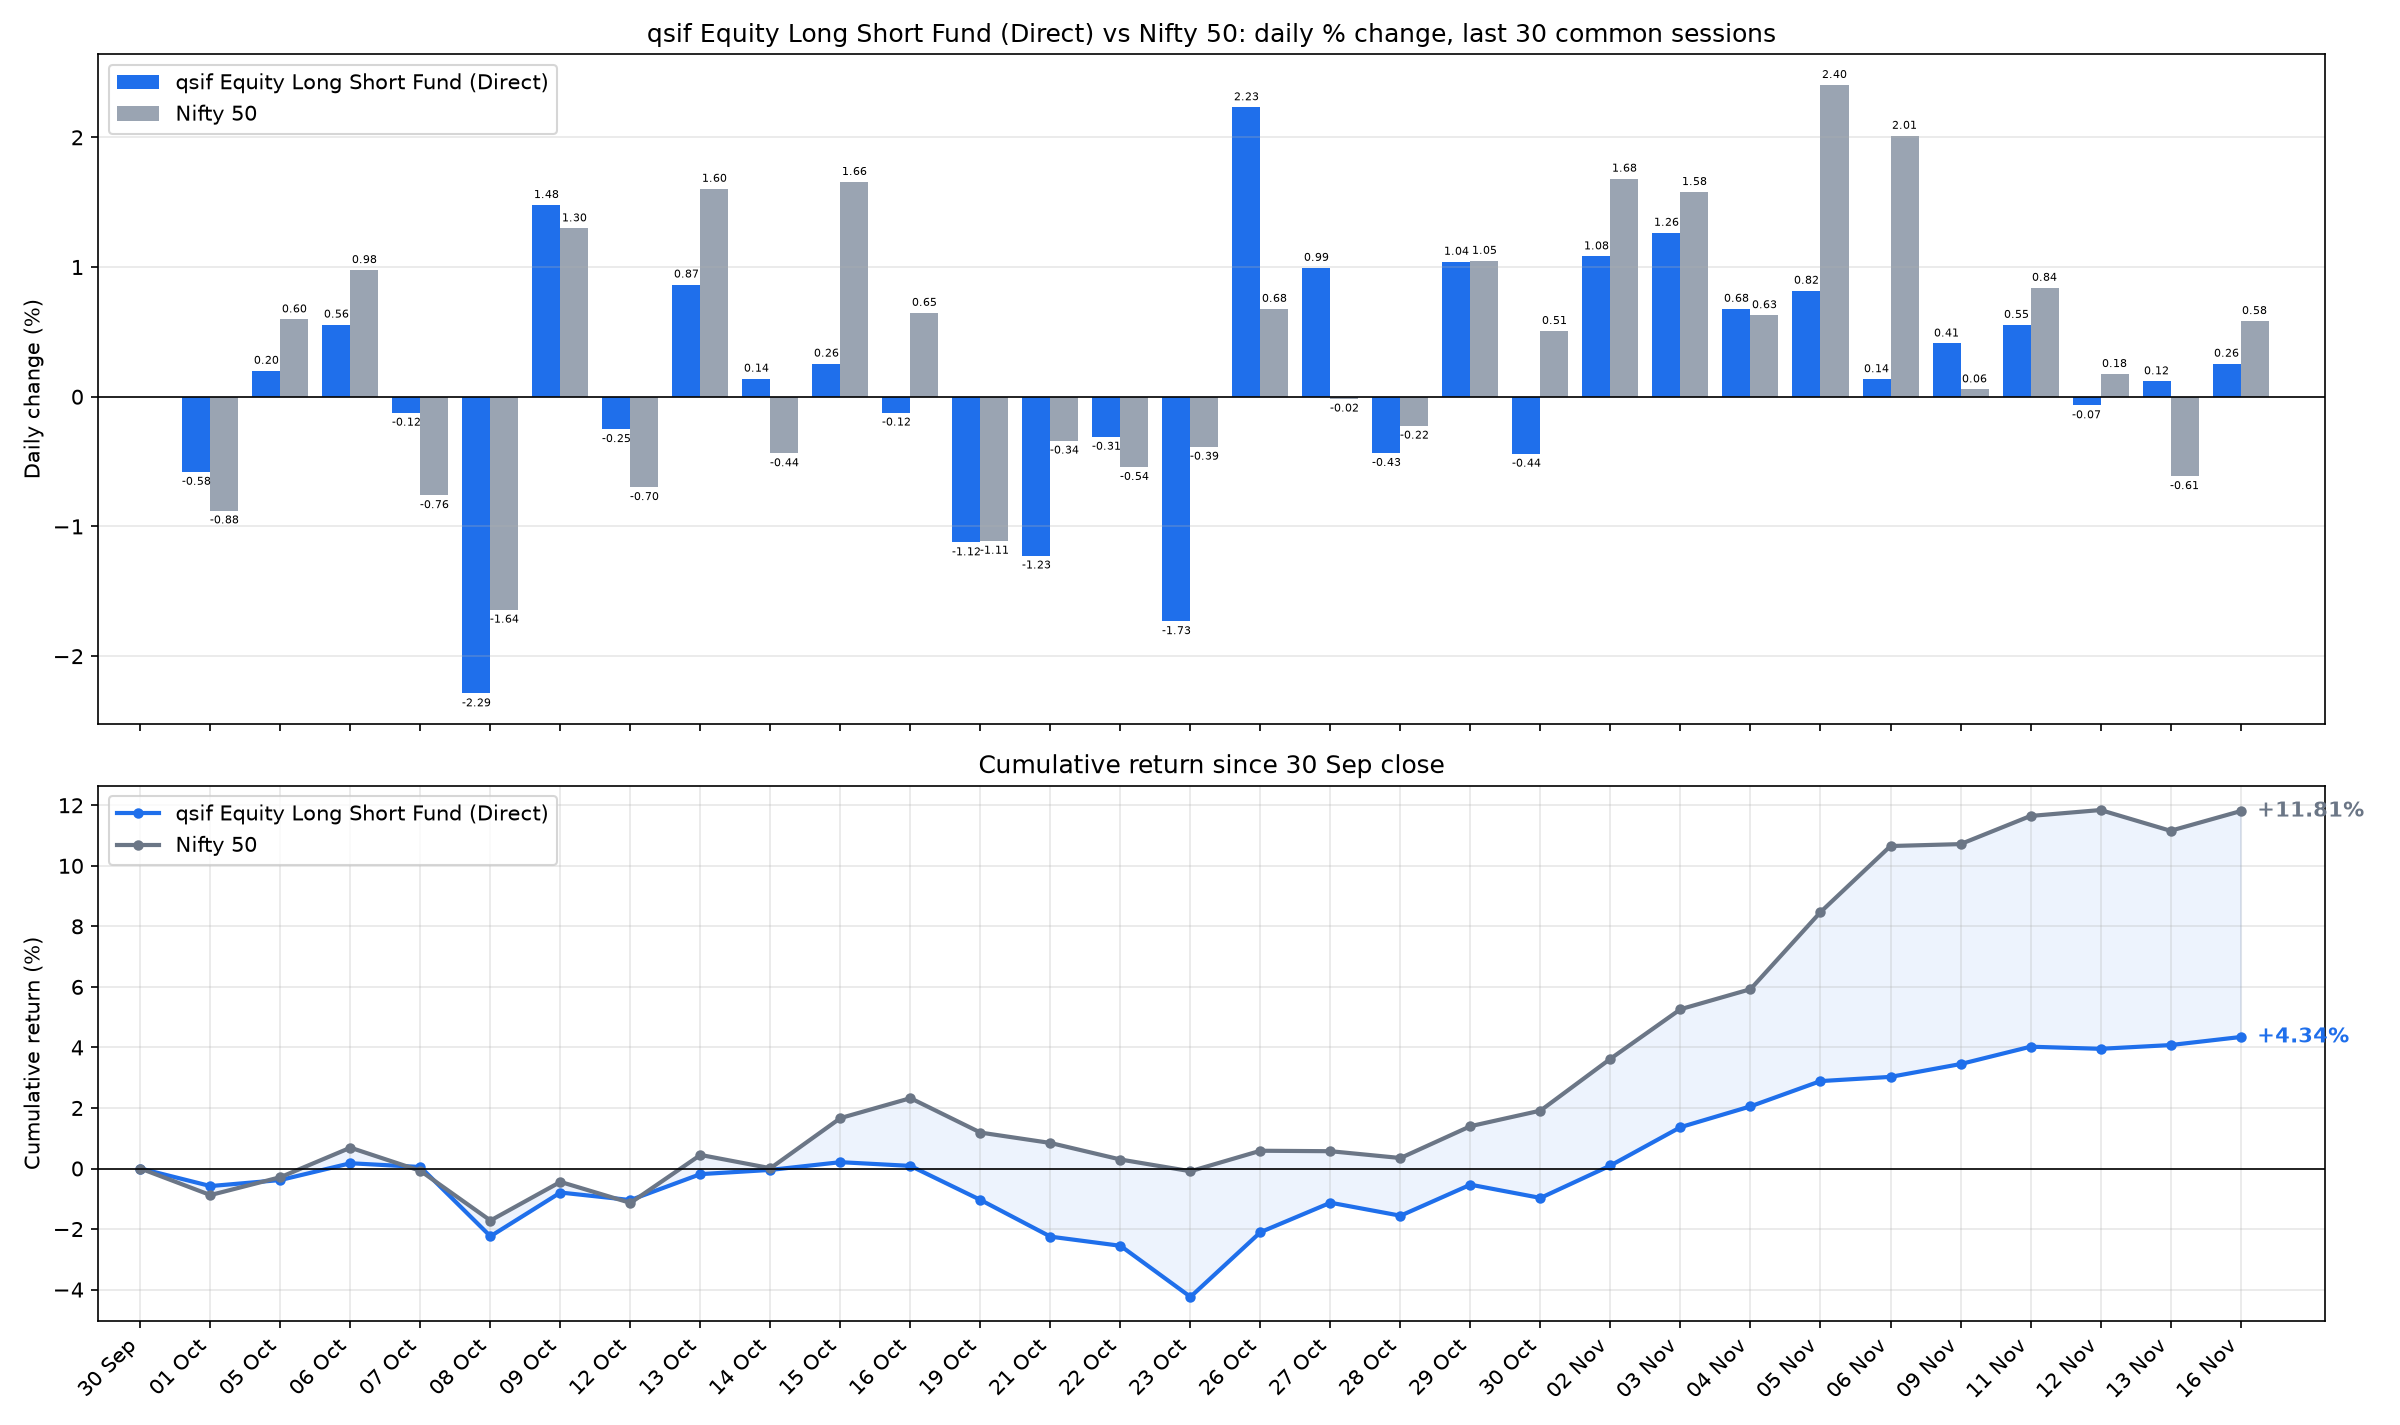 qsif Equity Long Short Fund (Direct) vs Nifty 50: daily % change, last 30 common sessions
qsif Equity Long Short Fund (Direct)
Nifty 50
Daily change (%)
2
1
0
−1
−2
-0.58
-0.88
0.20
0.60
0.56
0.98
-0.12
-0.76
-2.29
-1.64
1.48
1.30
-0.25
-0.70
0.87
1.60
0.14
-0.44
0.26
1.66
-0.12
0.65
-1.12
-1.11
-1.23
-0.34
-0.31
-0.54
-1.73
-0.39
2.23
0.68
0.99
-0.02
-0.43
-0.22
1.04
1.05
-0.44
0.51
1.08
1.68
1.26
1.58
0.68
0.63
0.82
2.40
0.14
2.01
0.41
0.06
0.55
0.84
-0.07
0.18
0.12
-0.61
0.26
0.58
Cumulative return since 30 Sep close
qsif Equity Long Short Fund (Direct)
Nifty 50
Cumulative return (%)
12
10
8
6
4
2
0
−2
−4
+11.81%
+4.34%
30 Sep
01 Oct
05 Oct
06 Oct
07 Oct
08 Oct
09 Oct
12 Oct
13 Oct
14 Oct
15 Oct
16 Oct
19 Oct
21 Oct
22 Oct
23 Oct
26 Oct
27 Oct
28 Oct
29 Oct
30 Oct
02 Nov
03 Nov
04 Nov
05 Nov
06 Nov
09 Nov
11 Nov
12 Nov
13 Nov
16 Nov